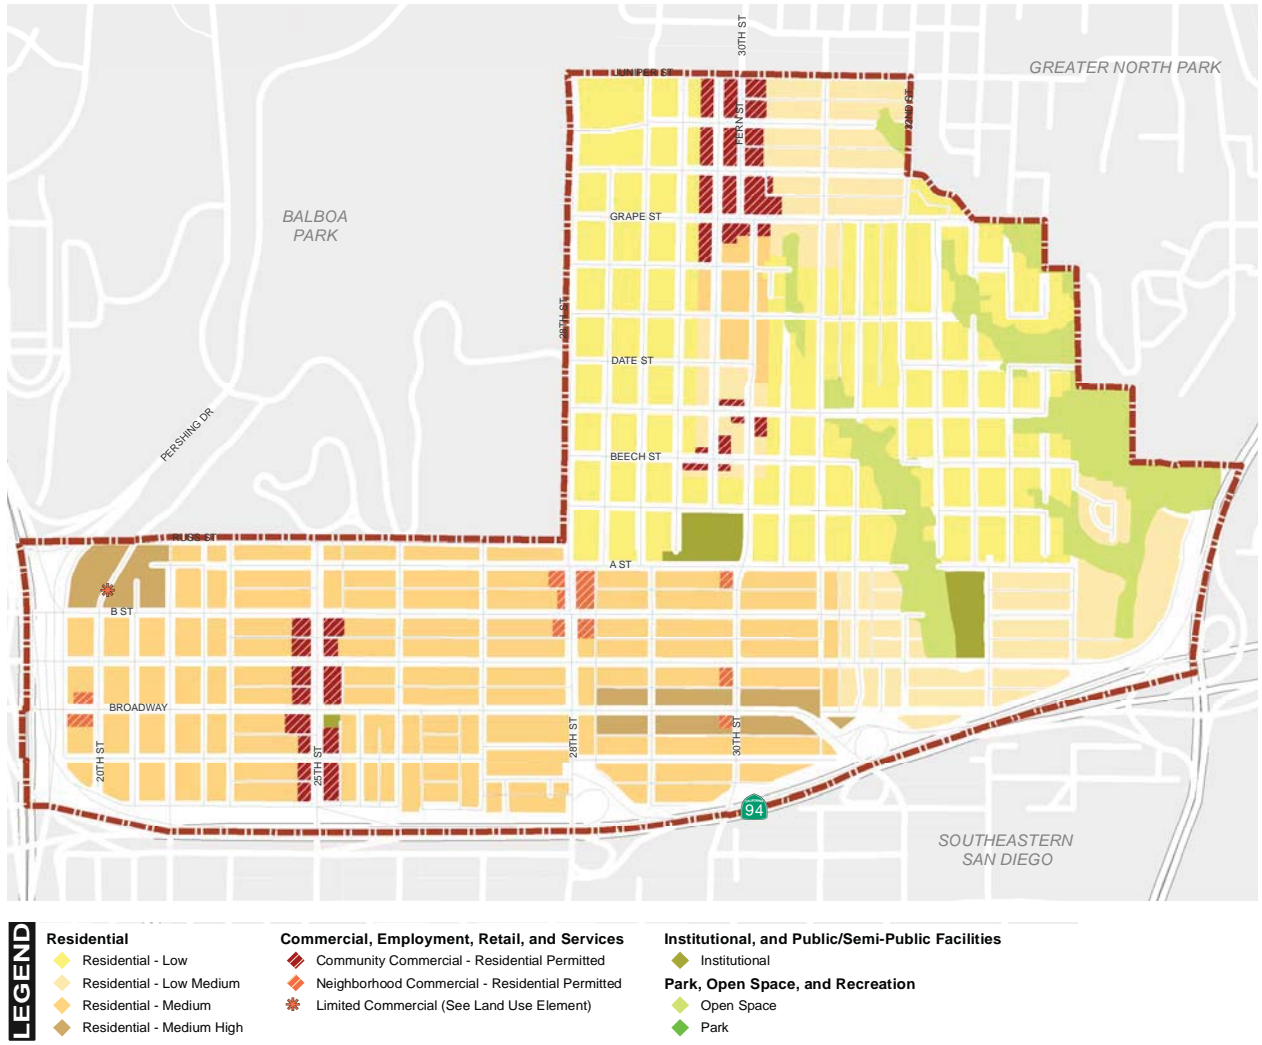 30TH ST
GREATER NORTH PARK
JUNIPER ST
FERN ST
32ND ST
BALBOA
PARK
GRAPE ST
28TH ST
DATE ST
PERSHING DR
BEECH ST
RUSS ST
A ST
B ST
BROADWAY
20TH ST
25TH ST
28TH ST
30TH ST
CALIFORNIA
94
SOUTHEASTERN
SAN DIEGO
LEGEND
Residential
Residential - Low
Residential - Low Medium
Residential - Medium
Residential - Medium High
Commercial, Employment, Retail, and Services
Community Commercial - Residential Permitted
Neighborhood Commercial - Residential Permitted
Limited Commercial (See Land Use Element)
Institutional, and Public/Semi-Public Facilities
Institutional
Park, Open Space, and Recreation
Open Space
Park